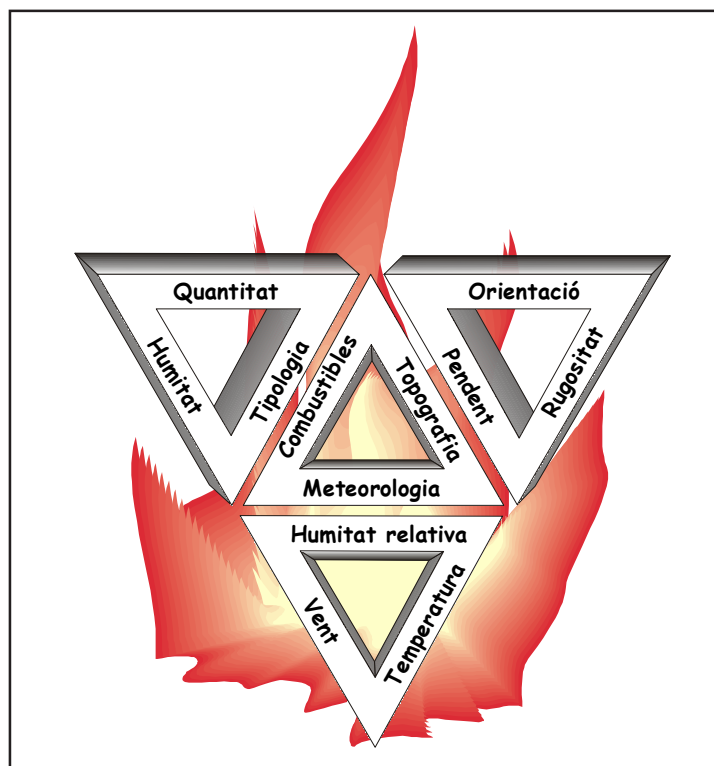 Quantitat
Humitat
Tipologia
Orientació
Pendent
Rugositat
Combustibles
Topografia
Meteorologia
Humitat relativa
Vent
Temperatura